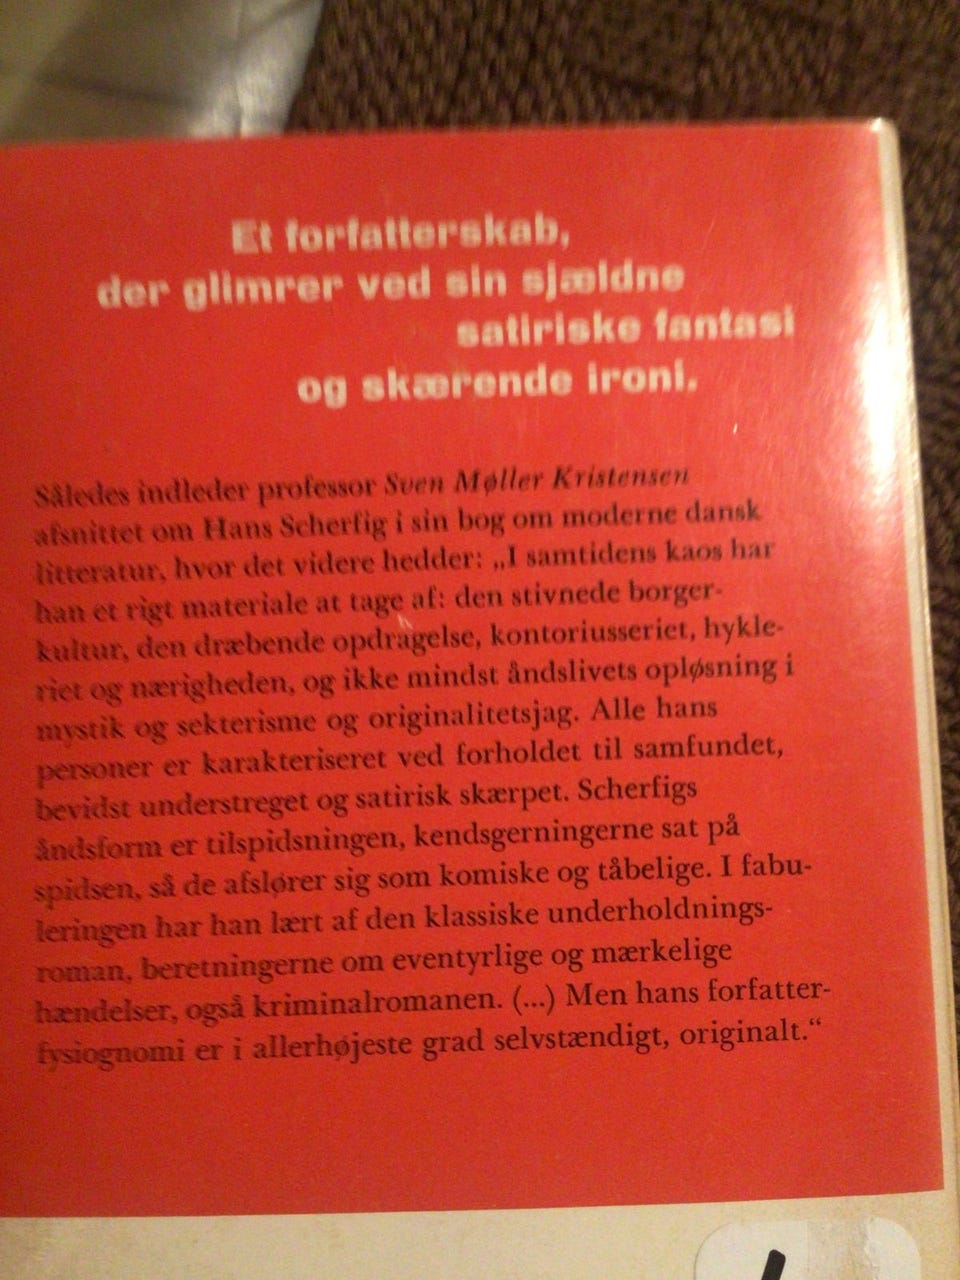 Et forfatterskab,
der glimrer ved sin sjældne
satiriske fantasi
og skærende ironi.
Således indleder professor Sven Møller Kristensen
afsnittet om Hans Scherfig i sin bog om moderne dansk
litteratur, hvor det videre hedder: „I samtidens kaos har
han et rigt materiale at tage af: den stivnede borger-
kultur, den dræbende opdragelse, kontoriusseriet, hykle-
riet og nærigheden, og ikke mindst åndslivets opløsning i
mystik og sekterisme og originalitetsjag. Alle hans
personer er karakteriseret ved forholdet til samfundet,
bevidst understreget og satirisk skærpet. Scherfigs
åndsform er tilspidsningen, kendsgerningerne sat på
spidsen, så de afslører sig som komiske og tåbelige. I fabu-
leringen har han lært af den klassiske underholdnings-
roman, beretningerne om eventyrlige og mærkelige
hændelser, også kriminalromanen. (...) Men hans forfatter-
fysiognomi er i allerhøjeste grad selvstændigt, originalt.“